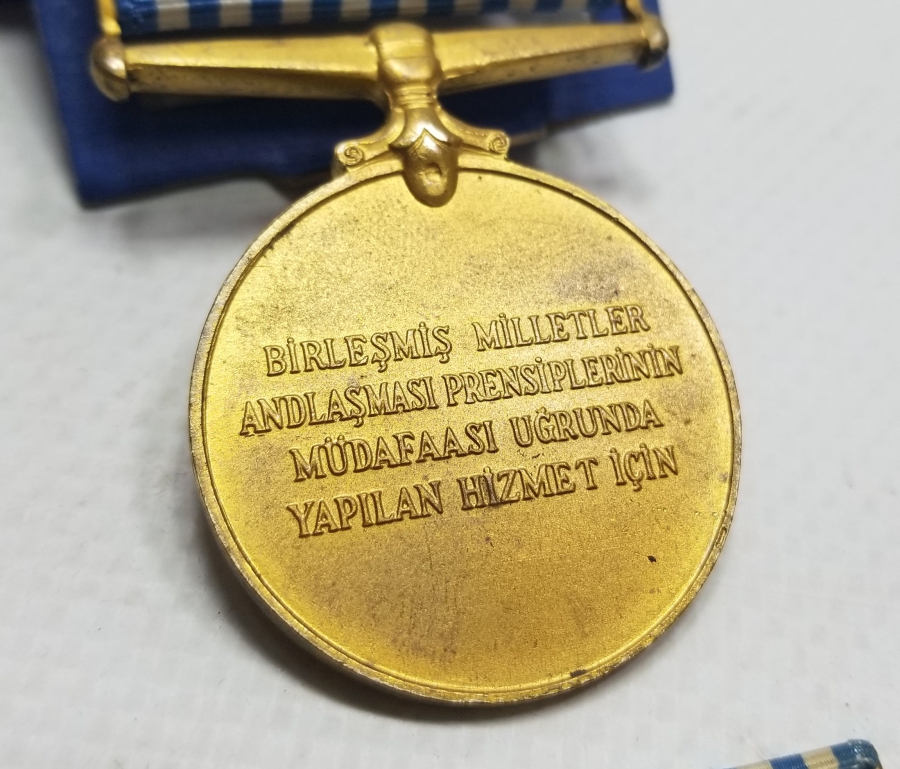 BİRLEŞMİŞ MİLLETLER
ANDLAŞMASI PRENSİPLERİNİN
MÜDAFAASI UĞRUNDA
YAPILAN HİZMET İÇİN